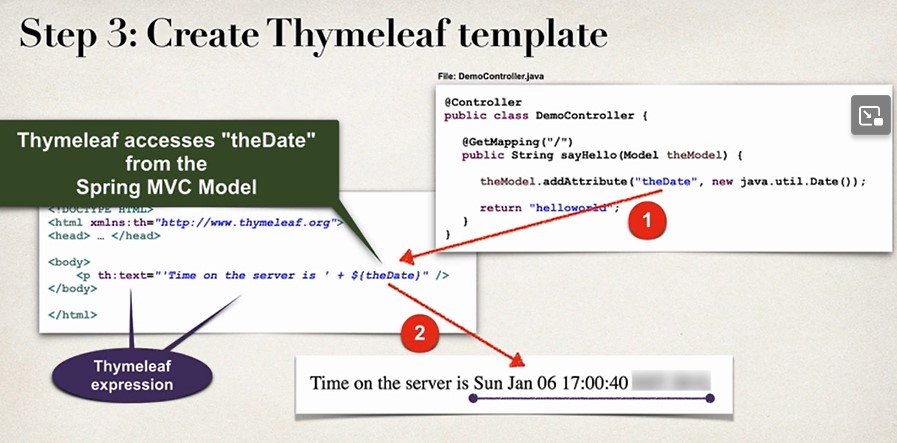 Step 3: Create Thymeleaf template
File: DemoController.java
@Controller
public class DemoController {
@GetMapping("/")
public String sayHello(Model theModel) {
theModel.addAttribute("theDate", new java.util.Date());
return "helloworld";
}
}
1
Thymeleaf accesses "theDate"
from the
Spring MVC Model
<!DOCTYPE HTML>
<html xmlns:th="http://www.thymeleaf.org">
<head> … </head>
<body>
<p th:text="'Time on the server is ' + ${theDate}" />
</body>
</html>
2
Thymeleaf
expression
Time on the server is Sun Jan 06 17:00:40